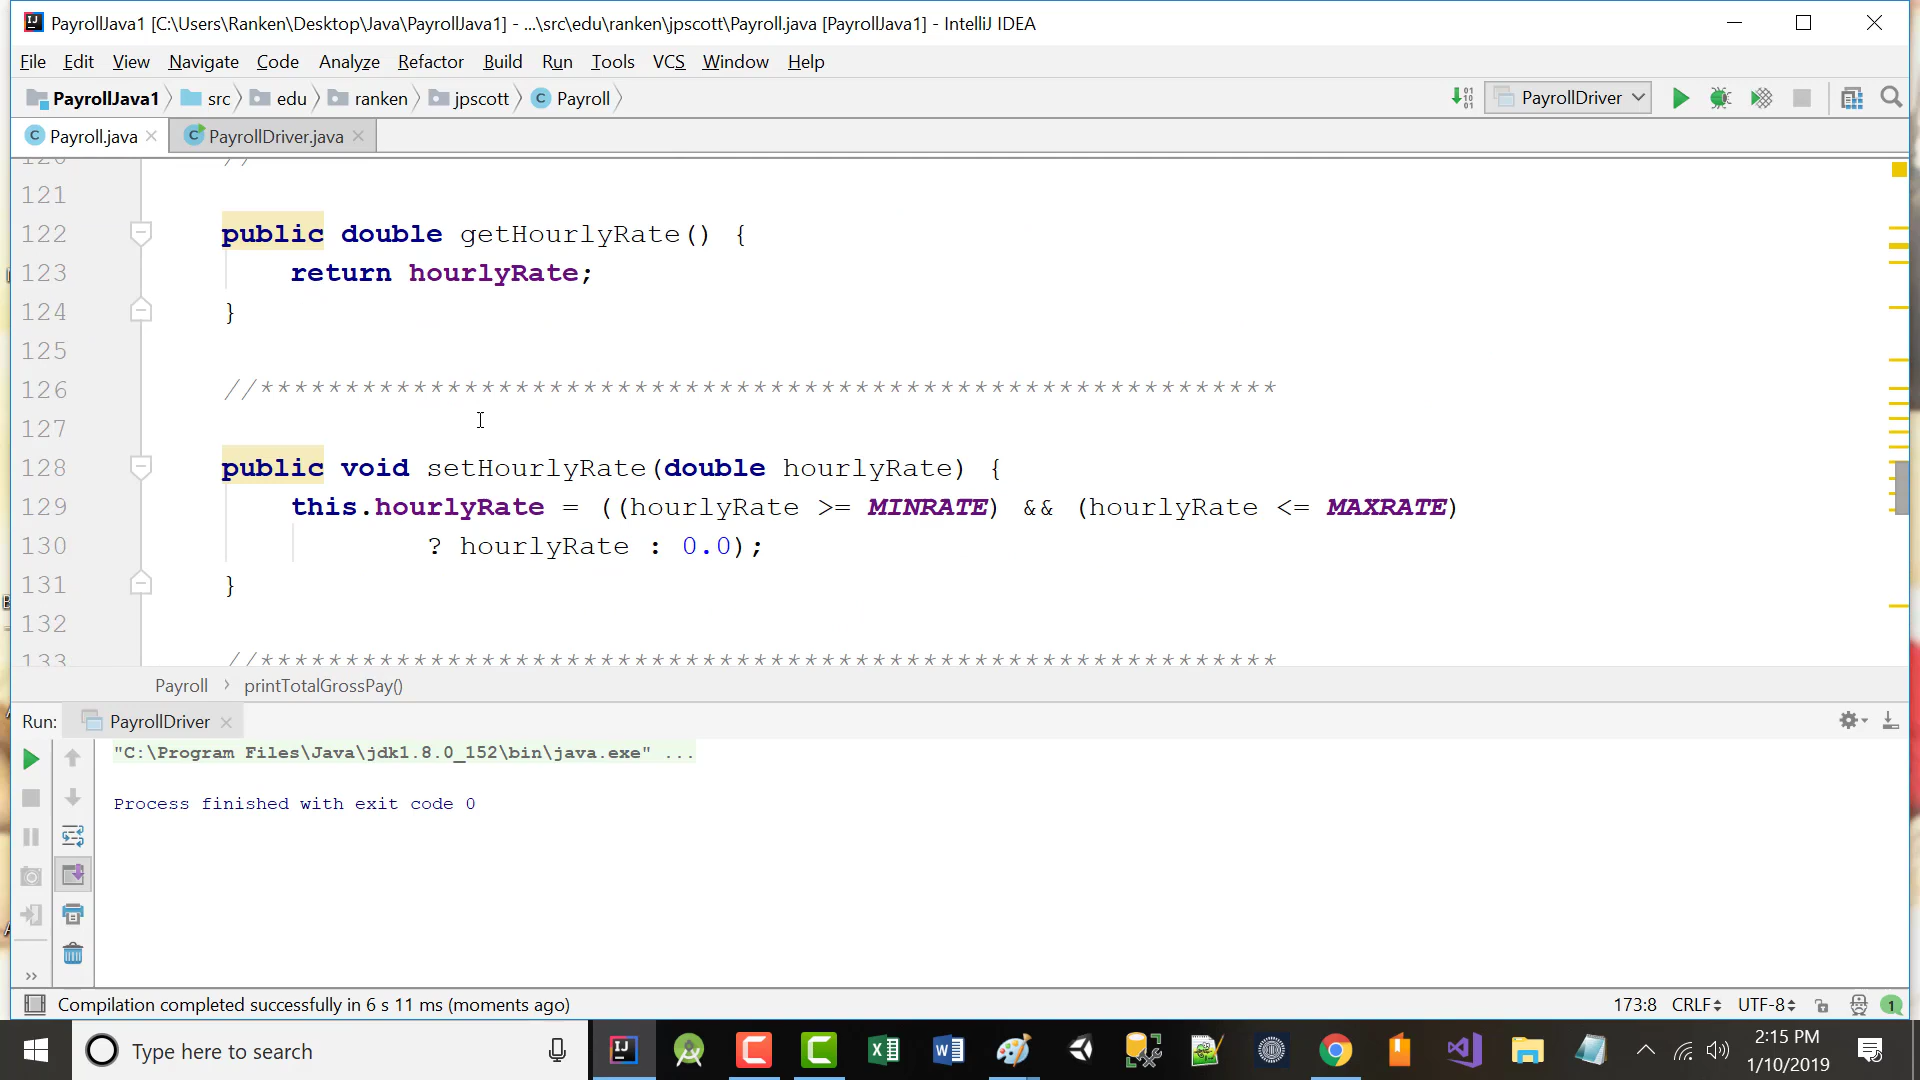 PayrollJava1 [C:\Users\Ranken\Desktop\Java\PayrollJava1] - ...\src\edu\ranken\jpscott\Payroll.java [PayrollJava1] - IntelliJ IDEA
File Edit View Navigate Code Analyze Refactor Build Run Tools VCS Window Help
PayrollJava1 src edu ranken jpscott Payroll PayrollDriver
Payroll.java PayrollDriver.java
120 //
121
122 public double getHourlyRate() {
123 return hourlyRate;
124 }
125
126 //************************************************************
127
128 public void setHourlyRate(double hourlyRate) {
129 this.hourlyRate = ((hourlyRate >= MINRATE) && (hourlyRate <= MAXRATE)
130 ? hourlyRate : 0.0);
131 }
132
133 //************************************************************
Payroll › printTotalGrossPay()
Run: PayrollDriver
"C:\Program Files\Java\jdk1.8.0_152\bin\java.exe" ...
Process finished with exit code 0
Compilation completed successfully in 6 s 11 ms (moments ago) 173:8 CRLF UTF-8 1
Type here to search
2:15 PM
1/10/2019